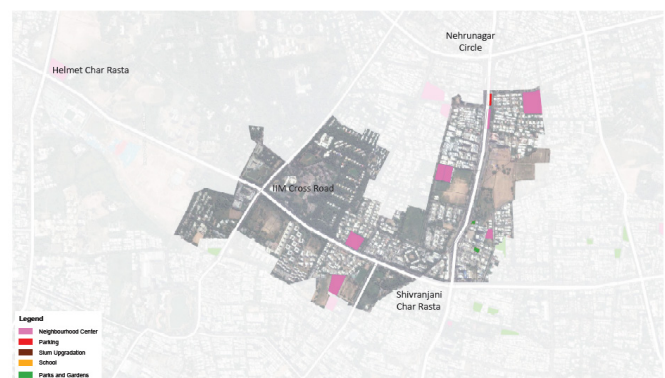 Nehrunagar
Circle
Helmet Char Rasta
IIM Cross Road
Shivranjani
Char Rasta
Legend
Neighbourhood Center
Parking
Slum Upgradation
School
Parks and Gardens